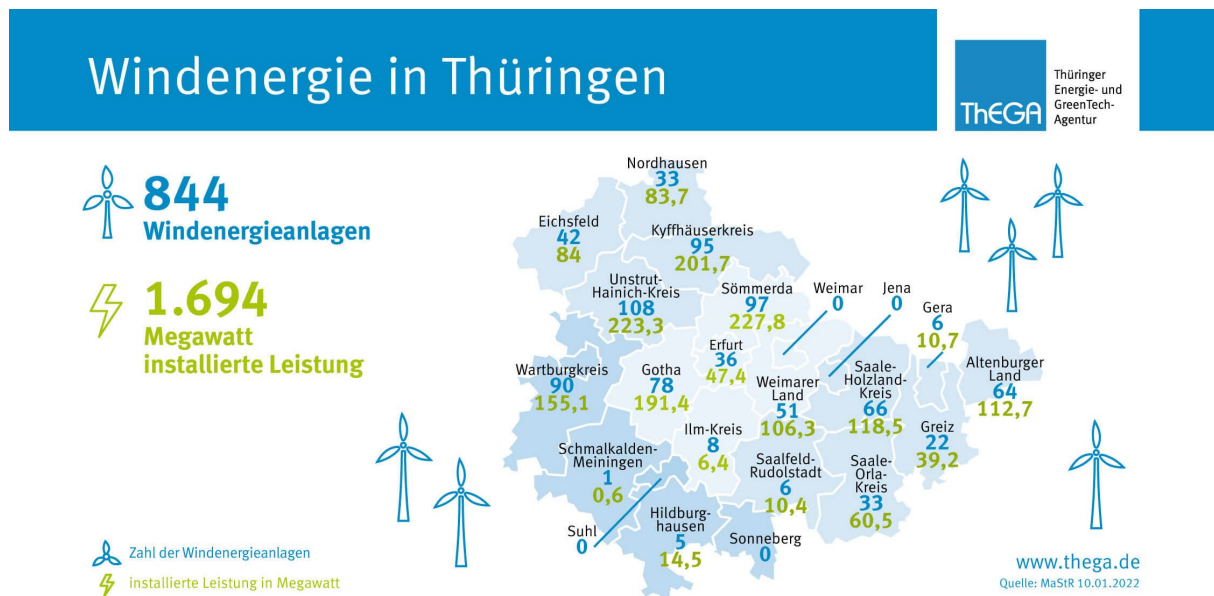 Windenergie in Thüringen
ThEGA
Thüringer
Energie- und
GreenTech-
Agentur
844
Windenergieanlagen
1.694
Megawatt
installierte Leistung
Nordhausen
33
83,7
Eichsfeld
42
84
Kyffhäuserkreis
95
201,7
Unstrut-
Hainich-Kreis
108
223,3
Sömmerda
97
227,8
Weimar
0
Jena
0
Gera
6
10,7
Erfurt
36
47,4
Wartburgkreis
90
155,1
Gotha
78
191,4
Weimarer
Land
51
106,3
Saale-
Holzland-
Kreis
66
118,5
Altenburger
Land
64
112,7
Greiz
22
39,2
Ilm-Kreis
8
6,4
Schmalkalden-
Meiningen
1
0,6
Saalfeld-
Rudolstadt
6
10,4
Saale-
Orla-
Kreis
33
60,5
Suhl
0
Hildburg-
hausen
5
14,5
Sonneberg
0
Zahl der Windenergieanlagen
installierte Leistung in Megawatt
www.thega.de
Quelle: MaStR 10.01.2022